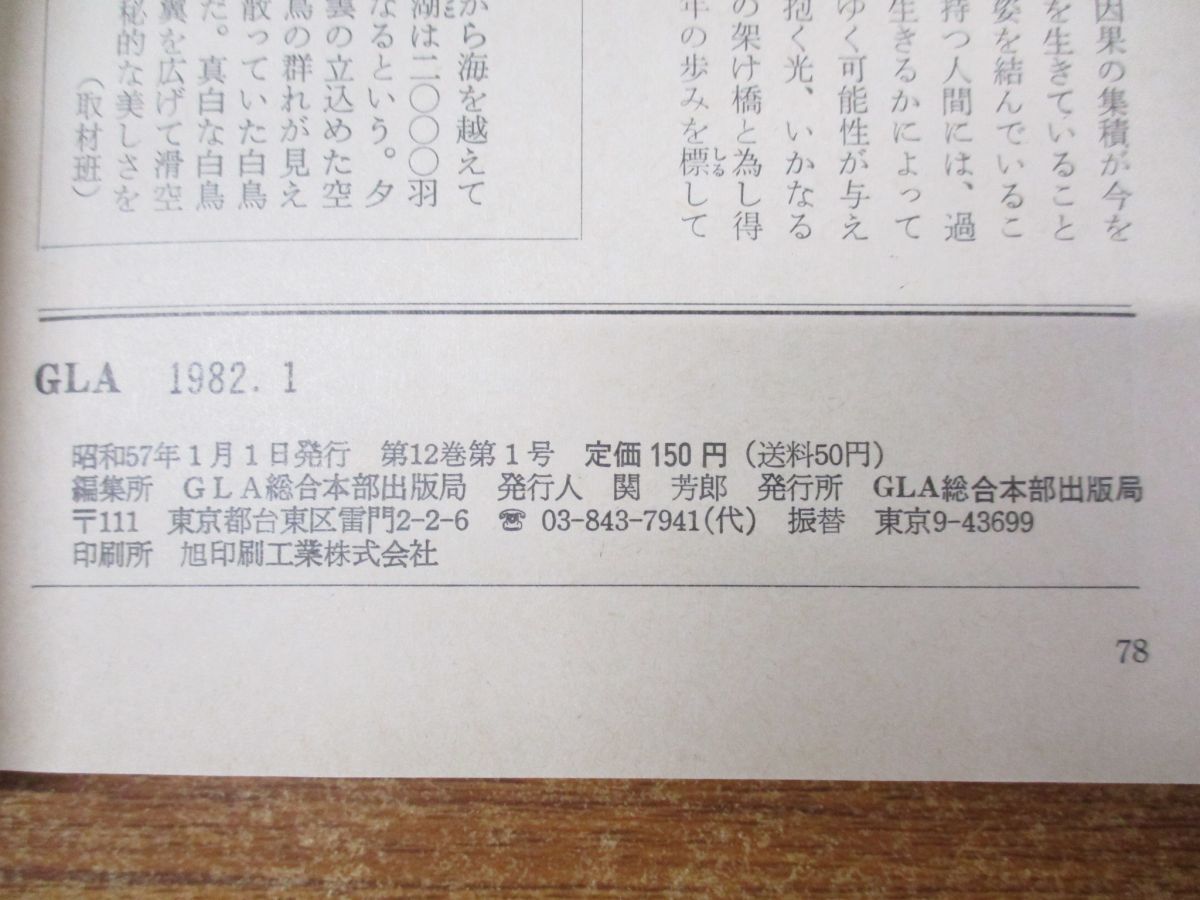 因果の集積が今を
を生きていること
姿を結んでいるこ
持つ人間には、過
生きるかによって
ゆく可能性が与え
抱く光、いかなる
の架け橋と為し得
年の歩みを標して
しる
から海を越えて
湖は二〇〇〇羽
なるという。夕
雲の立込めた空
鳥の群れが見え
散っていた白鳥
だ。真白な白鳥
翼を広げて滑空
秘的な美しさを
（取材班）
GLA 1982. 1
昭和57年1月1日発行 第12巻第1号 定価150円（送料50円）
編集所 GLA総合本部出版局 発行人 関 芳郎 発行所 GLA総合本部出版局
〒111 東京都台東区雷門2-2-6 ☎ 03-843-7941(代) 振替 東京9-43699
印刷所 旭印刷工業株式会社
78